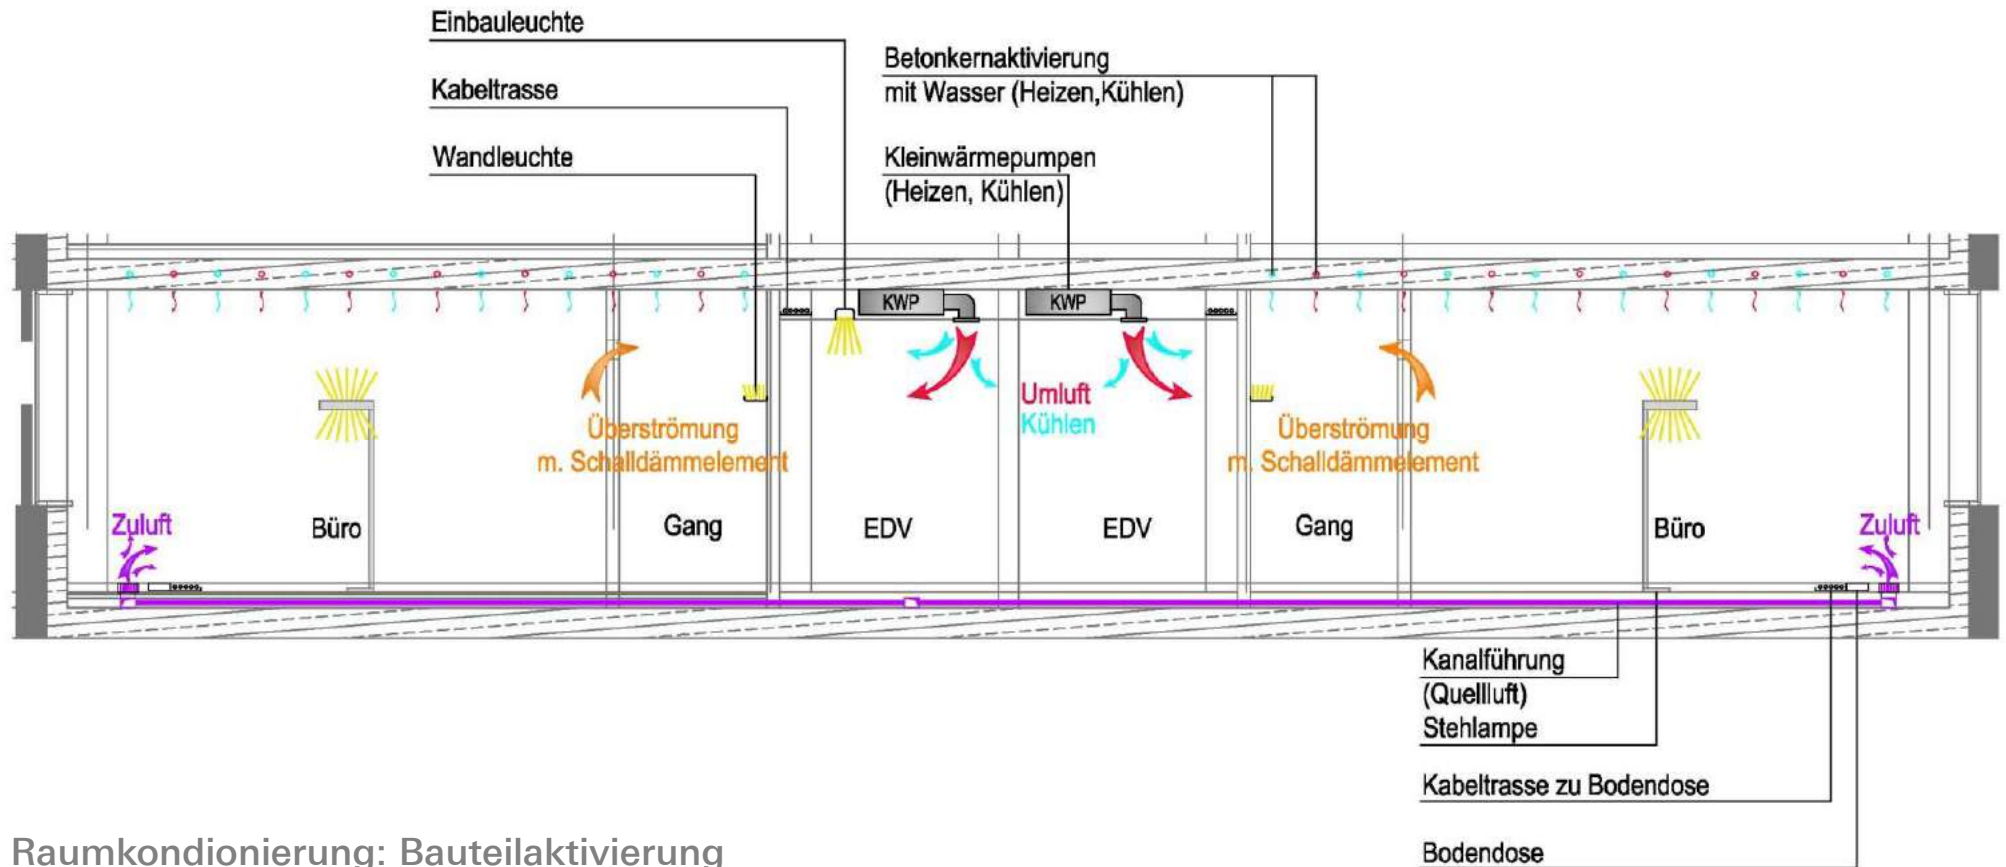 Einbauleuchte
Kabeltrasse
Wandleuchte
Betonkernaktivierung
mit Wasser (Heizen,Kühlen)
Kleinwärmepumpen
(Heizen, Kühlen)
KWP
KWP
Umluft
Kühlen
Überströmung
m. Schalldämmelement
Überströmung
m. Schalldämmelement
Zuluft
Büro
Gang
EDV
EDV
Gang
Büro
Zuluft
Kanalführung
(Quellluft)
Stehlampe
Kabeltrasse zu Bodendose
Bodendose
Raumkondionierung: Bauteilaktivierung